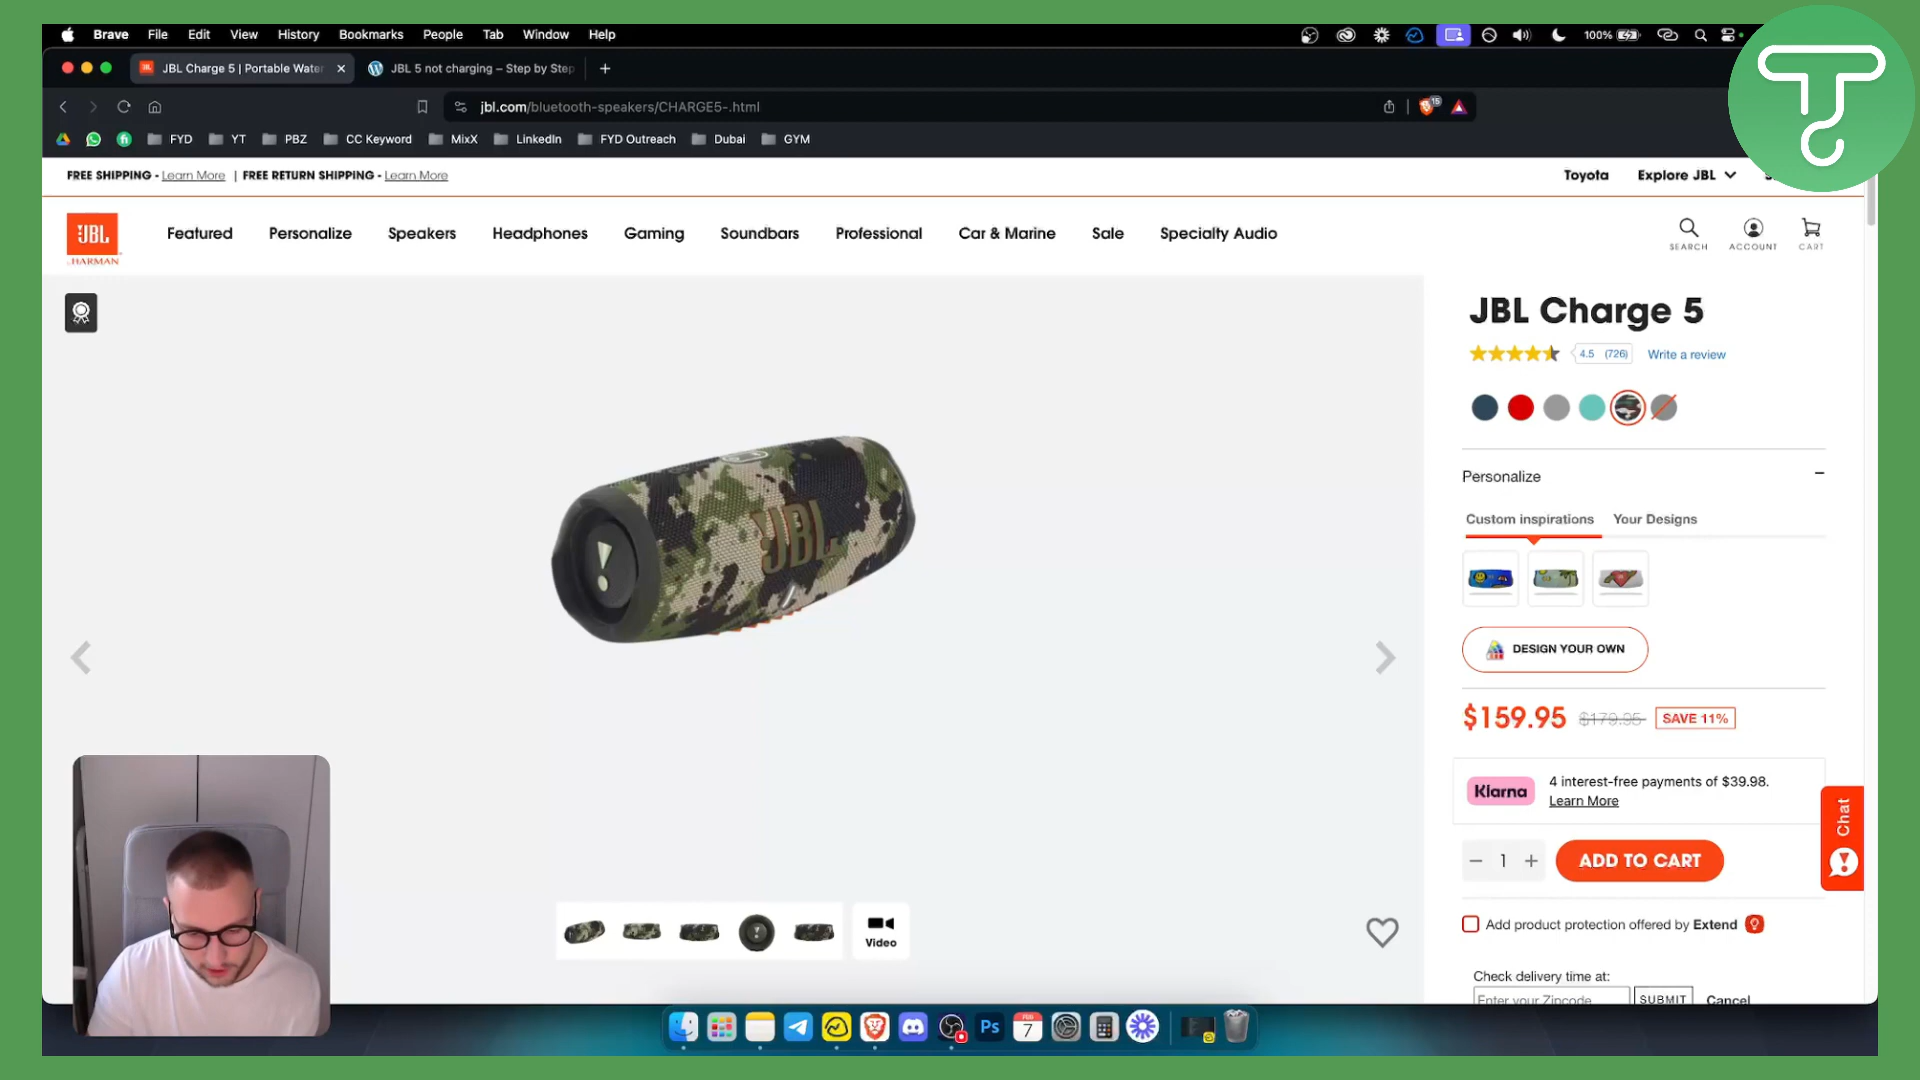 Brave File Edit View History Bookmarks People Tab Window Help
100%
JBL Charge 5 | Portable Water
JBL 5 not charging – Step by Step
jbl.com/bluetooth-speakers/CHARGE5-.html
15
FYD YT PBZ CC Keyword MixX LinkedIn FYD Outreach Dubai GYM
FREE SHIPPING - Learn More | FREE RETURN SHIPPING - Learn More
Toyota Explore JBL
JBL
HARMAN
Featured Personalize Speakers Headphones Gaming Soundbars Professional Car & Marine Sale Specialty Audio
SEARCH ACCOUNT CART
JBL Charge 5
4.5 (726) Write a review
Personalize
Custom inspirations Your Designs
JBL
DESIGN YOUR OWN
$159.95 $179.95 SAVE 11%
Klarna
4 interest-free payments of $39.98.
Learn More
Chat
− 1 + ADD TO CART
Video
Add product protection offered by Extend
Check delivery time at:
Enter your Zipcode SUBMIT Cancel
Ps
7